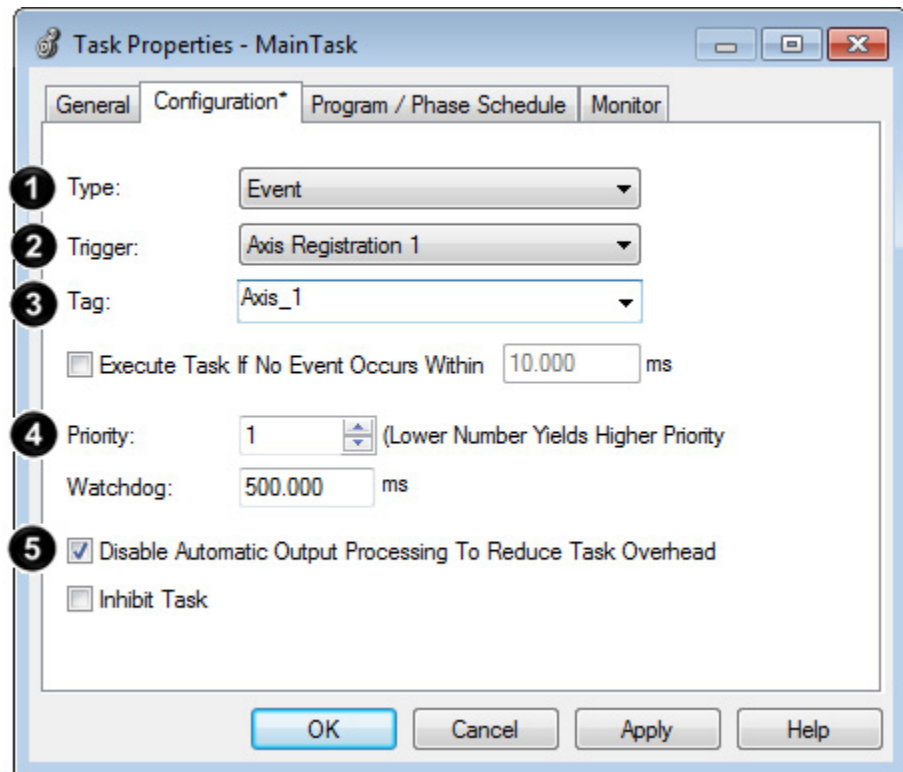 Task Properties - MainTask
General Configuration* Program / Phase Schedule Monitor
1 Type: Event
2 Trigger: Axis Registration 1
3 Tag: Axis_1
Execute Task If No Event Occurs Within 10.000 ms
4 Priority: 1 (Lower Number Yields Higher Priority
Watchdog: 500.000 ms
5 Disable Automatic Output Processing To Reduce Task Overhead
Inhibit Task
OK Cancel Apply Help